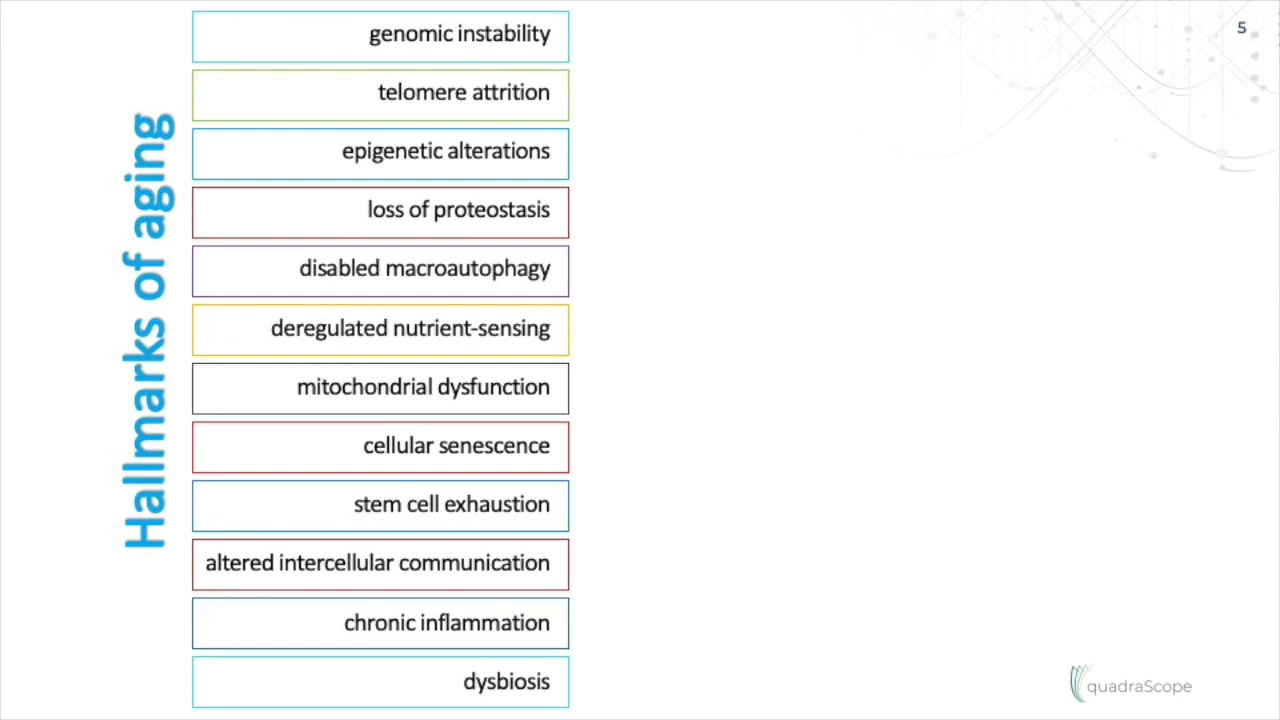 5
Hallmarks of aging
genomic instability
telomere attrition
epigenetic alterations
loss of proteostasis
disabled macroautophagy
deregulated nutrient-sensing
mitochondrial dysfunction
cellular senescence
stem cell exhaustion
altered intercellular communication
chronic inflammation
dysbiosis
quadraScope